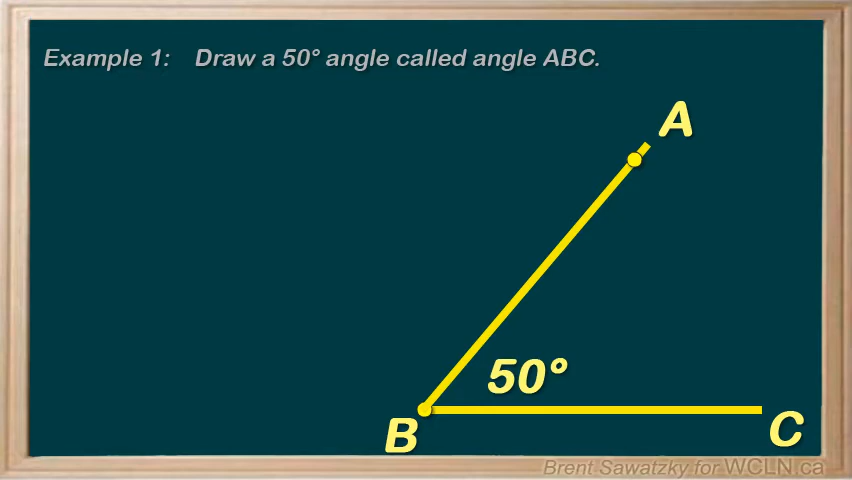 Example 1: Draw a 50° angle called angle ABC.
A
50°
B
C
Brent Sawatzky for WCLN.ca